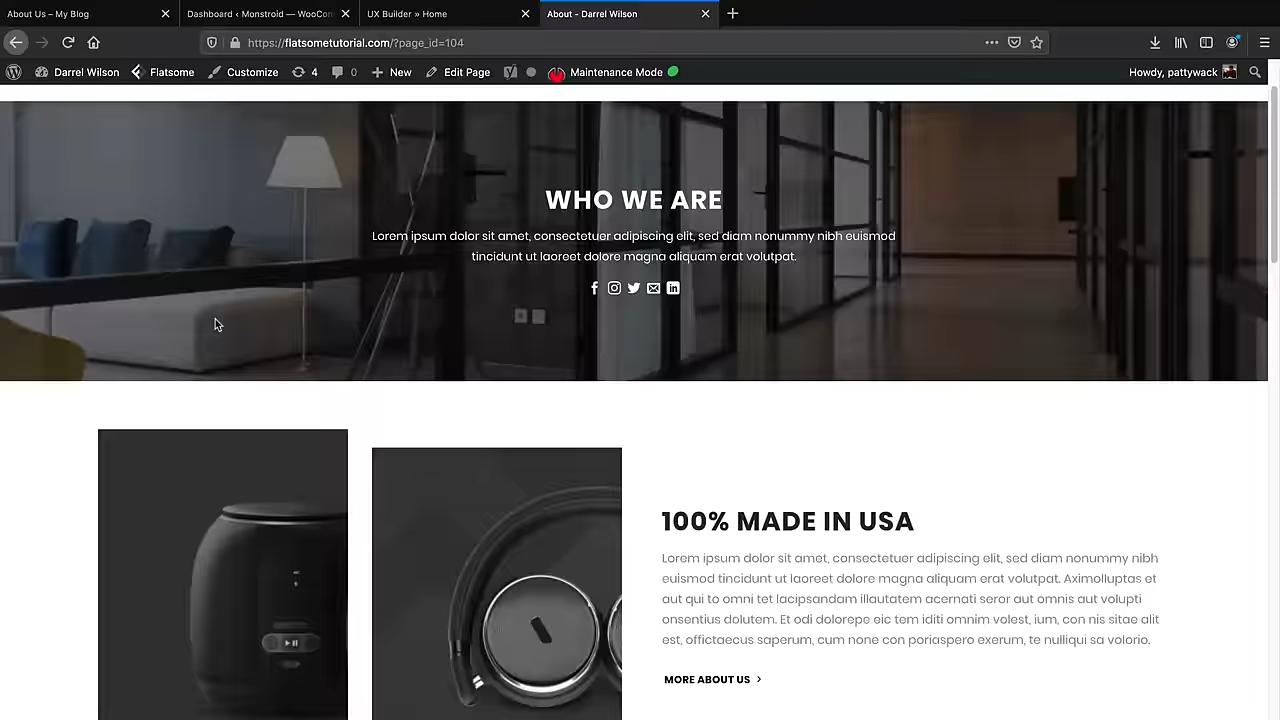 About Us – My Blog
Dashboard ‹ Monstroid — WooCon
UX Builder » Home
About - Darrel Wilson
https://flatsometutorial.com/?page_id=104
Darrel Wilson
Flatsome
Customize
4
0
New
Edit Page
Maintenance Mode
Howdy, pattywack
WHO WE ARE
Lorem ipsum dolor sit amet, consectetuer adipiscing elit, sed diam nonummy nibh euismod
tincidunt ut laoreet dolore magna aliquam erat volutpat.
100% MADE IN USA
Lorem ipsum dolor sit amet, consectetuer adipiscing elit, sed diam nonummy nibh
euismod tincidunt ut laoreet dolore magna aliquam erat volutpat. Aximolluptas et
aut qui to omni tet lacipsandam illautatem acernati seror aut omnis aut volupti
onsentius dolutem. Et odi dolorepe eic tem iditi omnim volest, ium, con nis sitae alit
est, offictaecus saperum, cum none con poriaspero exerum, te nulliqui sa volorio.
MORE ABOUT US